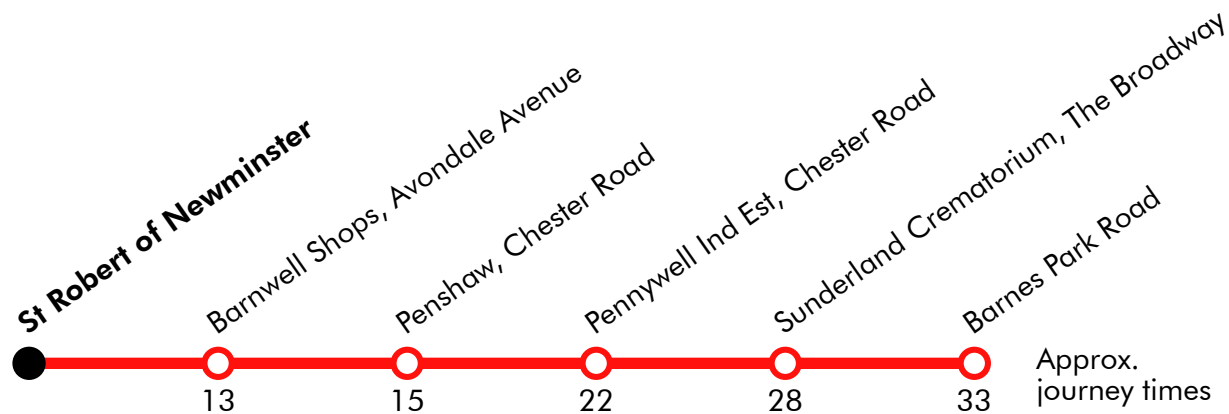 St Robert of Newminster
Barnwell Shops, Avondale Avenue
Penshaw, Chester Road
Pennywell Ind Est, Chester Road
Sunderland Crematorium, The Broadway
Barnes Park Road
13
15
22
28
33
Approx.
journey times